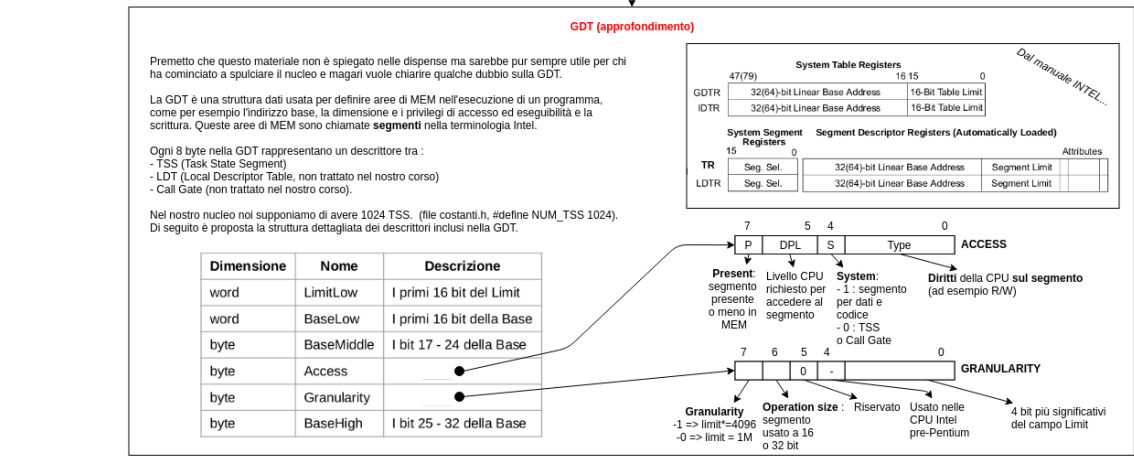 GDT (approfondimento)
Premetto che questo materiale non è spiegato nelle dispense ma sarebbe pur sempre utile per chi
ha cominciato a spulciare il nucleo e magari vuole chiarire qualche dubbio sulla GDT.
La GDT è una struttura dati usata per definire aree di MEM nell'esecuzione di un programma,
come per esempio l'indirizzo base, la dimensione e i privilegi di accesso ed eseguibilità e la
scrittura. Queste aree di MEM sono chiamate segmenti nella terminologia Intel.
Ogni 8 byte nella GDT rappresentano un descrittore tra :
- TSS (Task State Segment)
- LDT (Local Descriptor Table, non trattato nel nostro corso)
- Call Gate (non trattato nel nostro corso).
Nel nostro nucleo noi supponiamo di avere 1024 TSS. (file costanti.h, #define NUM_TSS 1024).
Di seguito è proposta la struttura dettagliata dei descrittori inclusi nella GDT.
Dimensione Nome Descrizione
word LimitLow I primi 16 bit del Limit
word BaseLow I primi 16 bit della Base
byte BaseMiddle I bit 17 - 24 della Base
byte Access
byte Granularity
byte BaseHigh I bit 25 - 32 della Base
Dal manuale INTEL...
System Table Registers
47(79) 16 15 0
GDTR 32(64)-bit Linear Base Address 16-Bit Table Limit
IDTR 32(64)-bit Linear Base Address 16-Bit Table Limit
System Segment Registers
Segment Descriptor Registers (Automatically Loaded)
15 0 Attributes
TR Seg. Sel. 32(64)-bit Linear Base Address Segment Limit
LDTR Seg. Sel. 32(64)-bit Linear Base Address Segment Limit
7 5 4 0
P DPL S Type ACCESS
Present:
segmento
presente
o meno in
MEM
Livello CPU
richiesto per
accedere al
segmento
System:
- 1 : segmento
per dati e
codice
- 0 : TSS
o Call Gate
Diritti della CPU sul segmento
(ad esempio R/W)
7 6 5 4 0
0 - GRANULARITY
Granularity
-1 => limit*=4096
-0 => limit = 1M
Operation size :
segmento
usato a 16
o 32 bit
Riservato
Usato nelle
CPU Intel
pre-Pentium
4 bit più significativi
del campo Limit